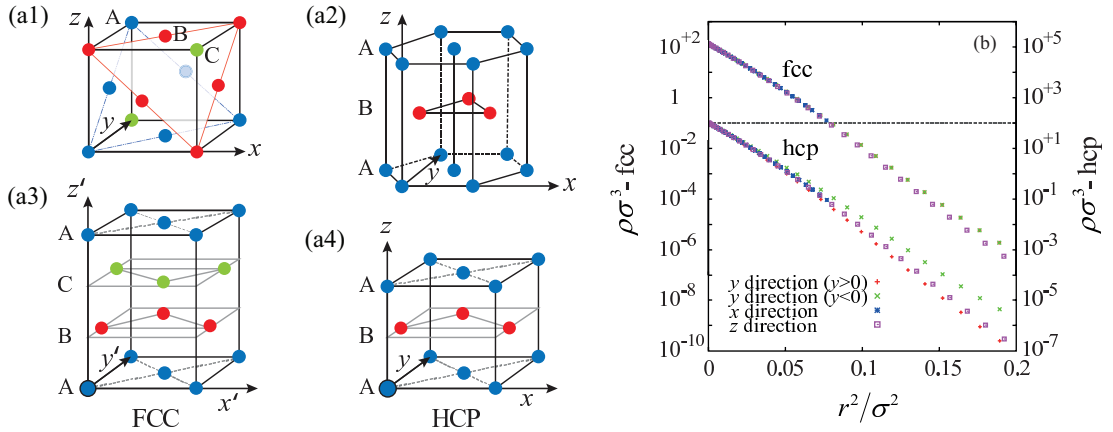 (a1)
z
A
B
C
y
x
(a2)
z
A
B
A
y
x
(a3)
z′
A
C
B
A
y′
x′
FCC
(a4)
z
A
B
A
y
x
HCP
(b)
fcc
hcp
y direction (y>0)
y direction (y<0)
x direction
z direction
10+2
1
10-2
10-4
10-6
10-8
10-10
ρσ3- fcc
10+5
10+3
10+1
10-1
10-3
10-5
10-7
ρσ3- hcp
0 0.05 0.1 0.15 0.2
r2/σ2